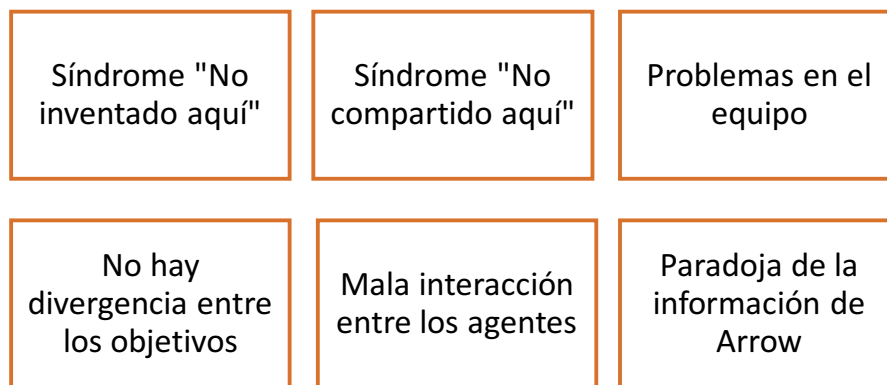 Síndrome "No
inventado aquí"
Síndrome "No
compartido aquí"
Problemas en el
equipo
No hay
divergencia entre
los objetivos
Mala interacción
entre los agentes
Paradoja de la
información de
Arrow